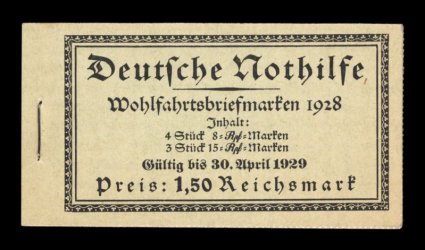 Deutſche Nothilfe
Wohlfahrtsbriefmarken 1928
Inhalt:
4 Stück 8=Rpf=Marken
3 Stück 15=Rpf=Marken
Gültig bis 30. April 1929
Preis: 1,50 Reichsmark